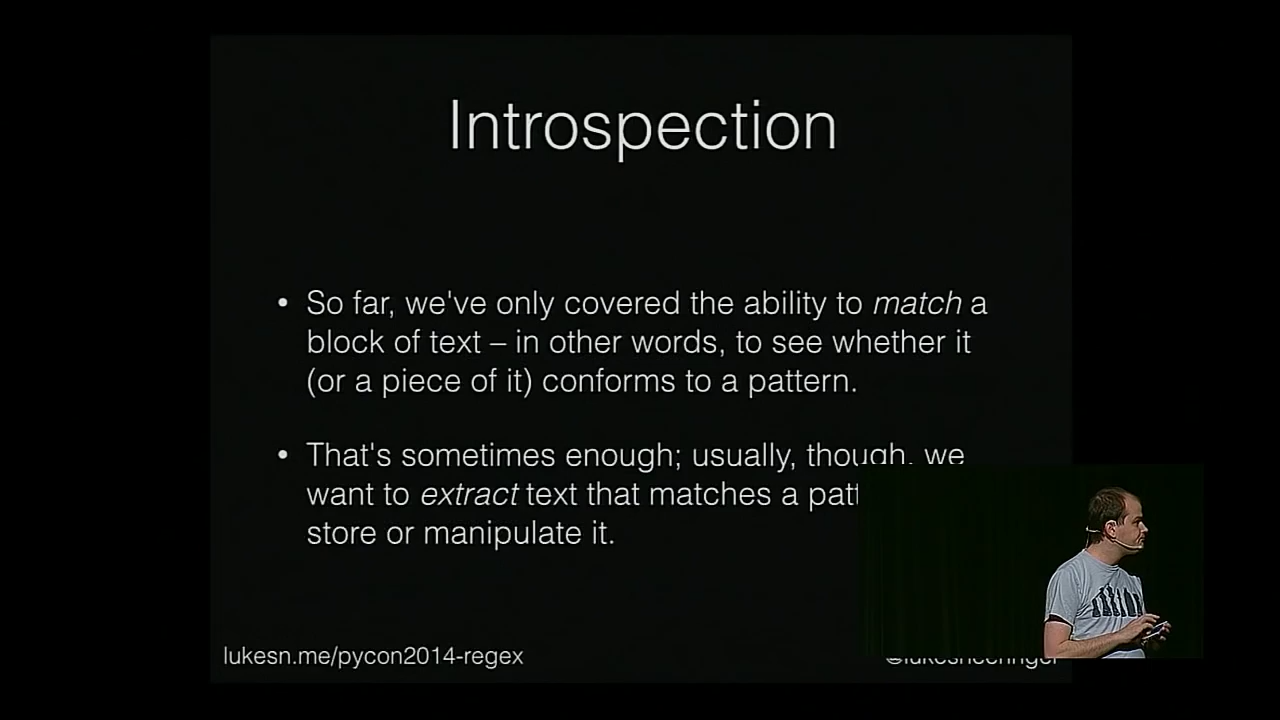 Introspection
• So far, we've only covered the ability to match a
block of text – in other words, to see whether it
(or a piece of it) conforms to a pattern.
• That's sometimes enough; usually, though, we
want to extract text that matches a
store or manipulate it.
lukesn.me/pycon2014-regex